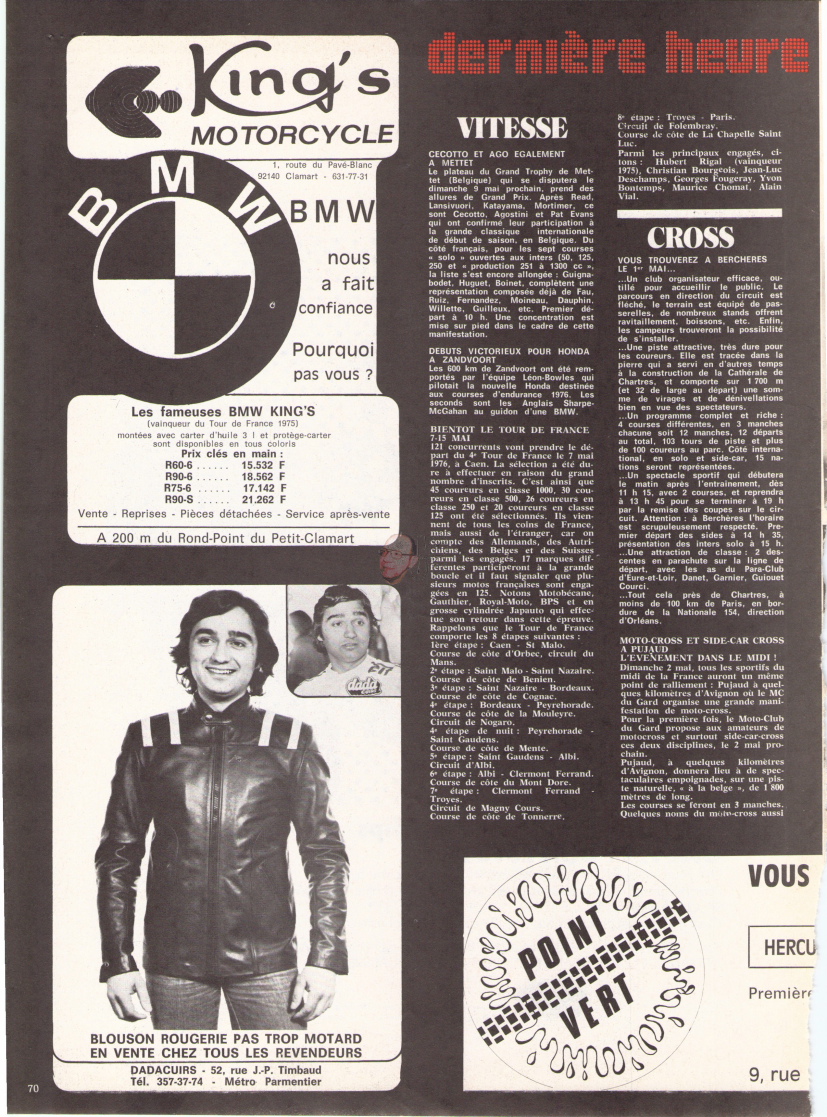 King's
MOTORCYCLE
1, route du Pavé-Blanc
92140 Clamart - 631-77-31
BMW
BMW
nous
a fait
confiance
Pourquoi
pas vous ?
Les fameuses BMW KING'S
(vainqueur du Tour de France 1975)
montées avec carter d'huile 3 l et protège-carter
sont disponibles en tous coloris
Prix clés en main :
R60-6 ...... 15.532 F
R90-6 ...... 18.562 F
R75-6 ...... 17.142 F
R90-S ...... 21.262 F
Vente - Reprises - Pièces détachées - Service après-vente
A 200 m du Rond-Point du Petit-Clamart
dada
cuir
BLOUSON ROUGERIE PAS TROP MOTARD
EN VENTE CHEZ TOUS LES REVENDEURS
DADACUIRS - 52, rue J.-P. Timbaud
Tél. 357-37-74 - Métro Parmentier
70
dernière heure
VITESSE
CECOTTO ET AGO EGALEMENT
A METTET
Le plateau du Grand Trophy de Met-
tet (Belgique) qui se disputera le
dimanche 9 mai prochain, prend des
allures de Grand Prix. Après Read,
Lansivuori, Katayama, Mortimer, ce
sont Cecotto, Agostini et Pat Evans
qui ont confirmé leur participation à
la grande classique internationale
de début de saison, en Belgique. Du
côté français, pour les sept courses
« solo » ouvertes aux inters (50, 125,
250 et « production 251 à 1300 cc »,
la liste s'est encore allongée : Guigna-
bodet, Huguet, Boinet, complètent une
représentation composée déjà de Fau,
Ruiz, Fernandez, Moineau, Dauphin,
Willette, Guilleux, etc. Premier dé-
part à 10 h. Une concentration est
mise sur pied dans le cadre de cette
manifestation.
DEBUTS VICTORIEUX POUR HONDA
A ZANDVOORT
Les 600 km de Zandvoort ont été rem-
portés par l'équipe Léon-Bowles qui
pilotait la nouvelle Honda destinée
aux courses d'endurance 1976. Les
seconds sont les Anglais Sharpe-
McGahan au guidon d'une BMW.
BIENTOT LE TOUR DE FRANCE
7-15 MAI
121 concurrents vont prendre le dé-
part du 4e Tour de France le 7 mai
1976, à Caen. La sélection a été du-
re à effectuer en raison du grand
nombre d'inscrits. C'est ainsi que
45 courcurs en classe 1000, 30 cou-
reurs en classe 500, 26 coureurs en
classe 250 et 20 coureurs en classe
125 ont été sélectionnés. Ils vien-
nent de tous les coins de France,
mais aussi de l'étranger, car on
compte des Allemands, des Autri-
chiens, des Belges et des Suisses
parmi les engagés. 17 marques dif-
ferentes participeront à la grande
boucle et il faut signaler que plu-
sieurs motos françaises sont enga-
gées en 125. Notons Motobécane,
Gauthier, Royal-Moto, BPS et en
grosse cylindrée Japauto qui effec-
tue son retour dans cette épreuve.
Rappelons que le Tour de France
comporte les 8 étapes suivantes :
1ère étape : Caen - St Malo.
Course de côte d'Orbec, circuit du
Mans.
2e étape : Saint Malo - Saint Nazaire.
Course de côte de Benien.
3e étape : Saint Nazaire - Bordeaux.
Course de côte de Cognac.
4e étape : Bordeaux - Peyrehorade.
Course de côte de la Mouleyre.
Circuit de Nogaro.
4e étape de nuit : Peyrehorade -
Saint Gaudens.
Course de côte de Mente.
5e étape : Saint Gaudens - Albi.
Circuit d'Albi.
6e étape : Albi - Clermont Ferrand.
Course de côte du Mont Dore.
7e étape : Clermont Ferrand -
Troyes.
Circuit de Magny Cours.
Course de côte de Tonnerre.
8e étape : Troyes - Paris.
Circuit de Folembray.
Course de côte de La Chapelle Saint
Luc.
Parmi les principaux engagés, ci-
tons : Hubert Rigal (vainqueur
1975), Christian Bourgeois, Jean-Luc
Deschamps, Georges Fougeray, Yvon
Bontemps, Maurice Chomat, Alain
Vial.
CROSS
VOUS TROUVEREZ A BERCHERES
LE 1er MAI...
...Un club organisateur efficace, ou-
tillé pour accueillir le public. Le
parcours en direction du circuit est
fléché, le terrain est équipé de pas-
serelles, de nombreux stands offrent
ravitaillement, boissons, etc. Enfin,
les campeurs trouveront la possibilité
de s'installer.
...Une piste attractive, très dure pour
les coureurs. Elle est tracée dans la
pierre qui a servi en d'autres temps
à la construction de la Cathérale de
Chartres, et comporte sur 1700 m
(et 32 de large au départ) une som-
me de virages et de dénivellations
bien en vue des spectateurs.
...Un programme complet et riche :
4 courses différentes, en 3 manches
chacune soit 12 manches, 12 départs
au total, 103 tours de piste et plus
de 100 coureurs au parc. Côté interna-
tional, en solo et side-car, 15 na-
tions seront représentées.
...Un spectacle sportif qui débutera
le matin après l'entrainement, dès
11 h 15, avec 2 courses, et reprendra
à 13 h 45 pour se terminer à 19 h
par la remise des coupes sur le cir-
cuit. Attention : à Berchères l'horaire
est scrupuleusement respecté. Pre-
mier départ des sides à 14 h 35,
présentation des inters solo à 15 h.
...Une attraction de classe : 2 des-
centes en parachute sur la ligne de
départ, avec les as du Para-Club
d'Eure-et-Loir, Danet, Garnier, Guiouet
Courci.
...Tout cela près de Chartres, à
moins de 100 km de Paris, en bor-
dure de la Nationale 154, direction
d'Orléans.
MOTO-CROSS ET SIDE-CAR CROSS
A PUJAUD
L'EVENEMENT DANS LE MIDI !
Dimanche 2 mai, tous les sportifs du
midi de la France auront un même
point de ralliement : Pujaud à quel-
ques kilomètres d'Avignon où le MC
du Gard organise une grande mani-
festation de moto-cross.
Pour la première fois, le Moto-Club
du Gard propose aux amateurs de
motocross et surtout side-car-cross
ces deux disciplines, le 2 mai pro-
chain.
Pujaud, à quelques kilomètres
d'Avignon, donnera lieu à de spec-
taculaires empoignades, sur une pis-
te naturelle, « à la belge », de 1 800
mètres de long.
Les courses se feront en 3 manches.
Quelques noms du moto-cross aussi
POINT
VERT
VOUS
HERCU
Première
9, rue